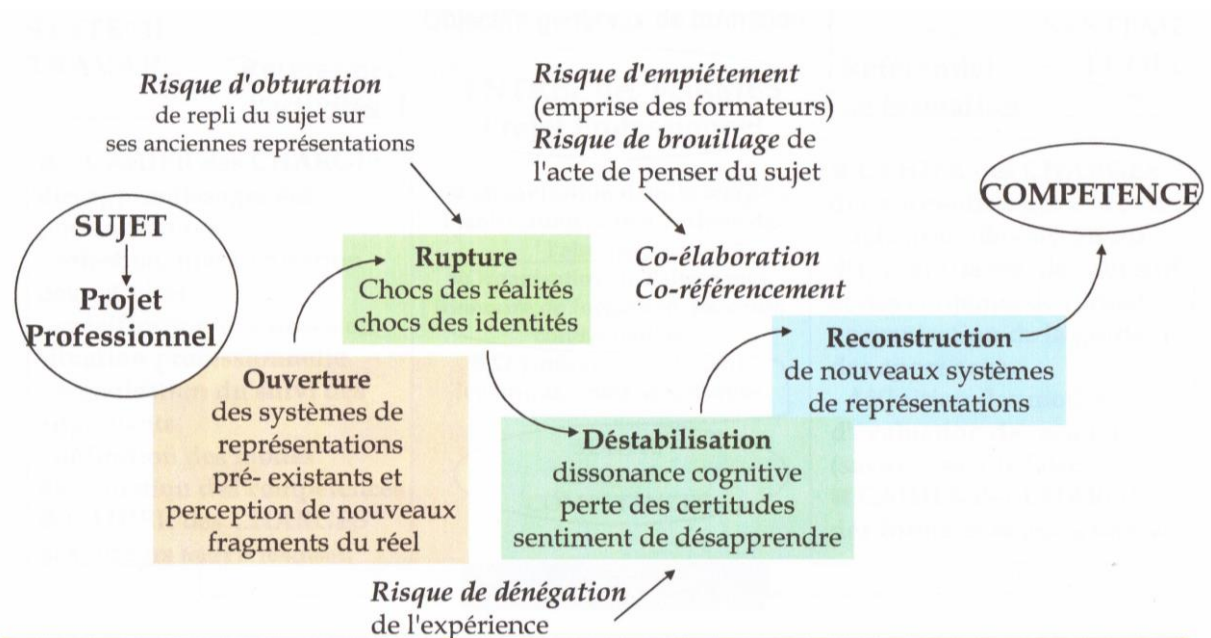 Risque d'obturation
de repli du sujet sur
ses anciennes représentations
Risque d'empiétement
(emprise des formateurs)
Risque de brouillage de
l'acte de penser du sujet
COMPETENCE
SUJET
Projet
Professionnel
Rupture
Chocs des réalités
chocs des identités
Co-élaboration
Co-référencement
Ouverture
des systèmes de
représentations
pré- existants et
perception de nouveaux
fragments du réel
Reconstruction
de nouveaux systèmes
de représentations
Déstabilisation
dissonance cognitive
perte des certitudes
sentiment de désapprendre
Risque de dénégation
de l'expérience